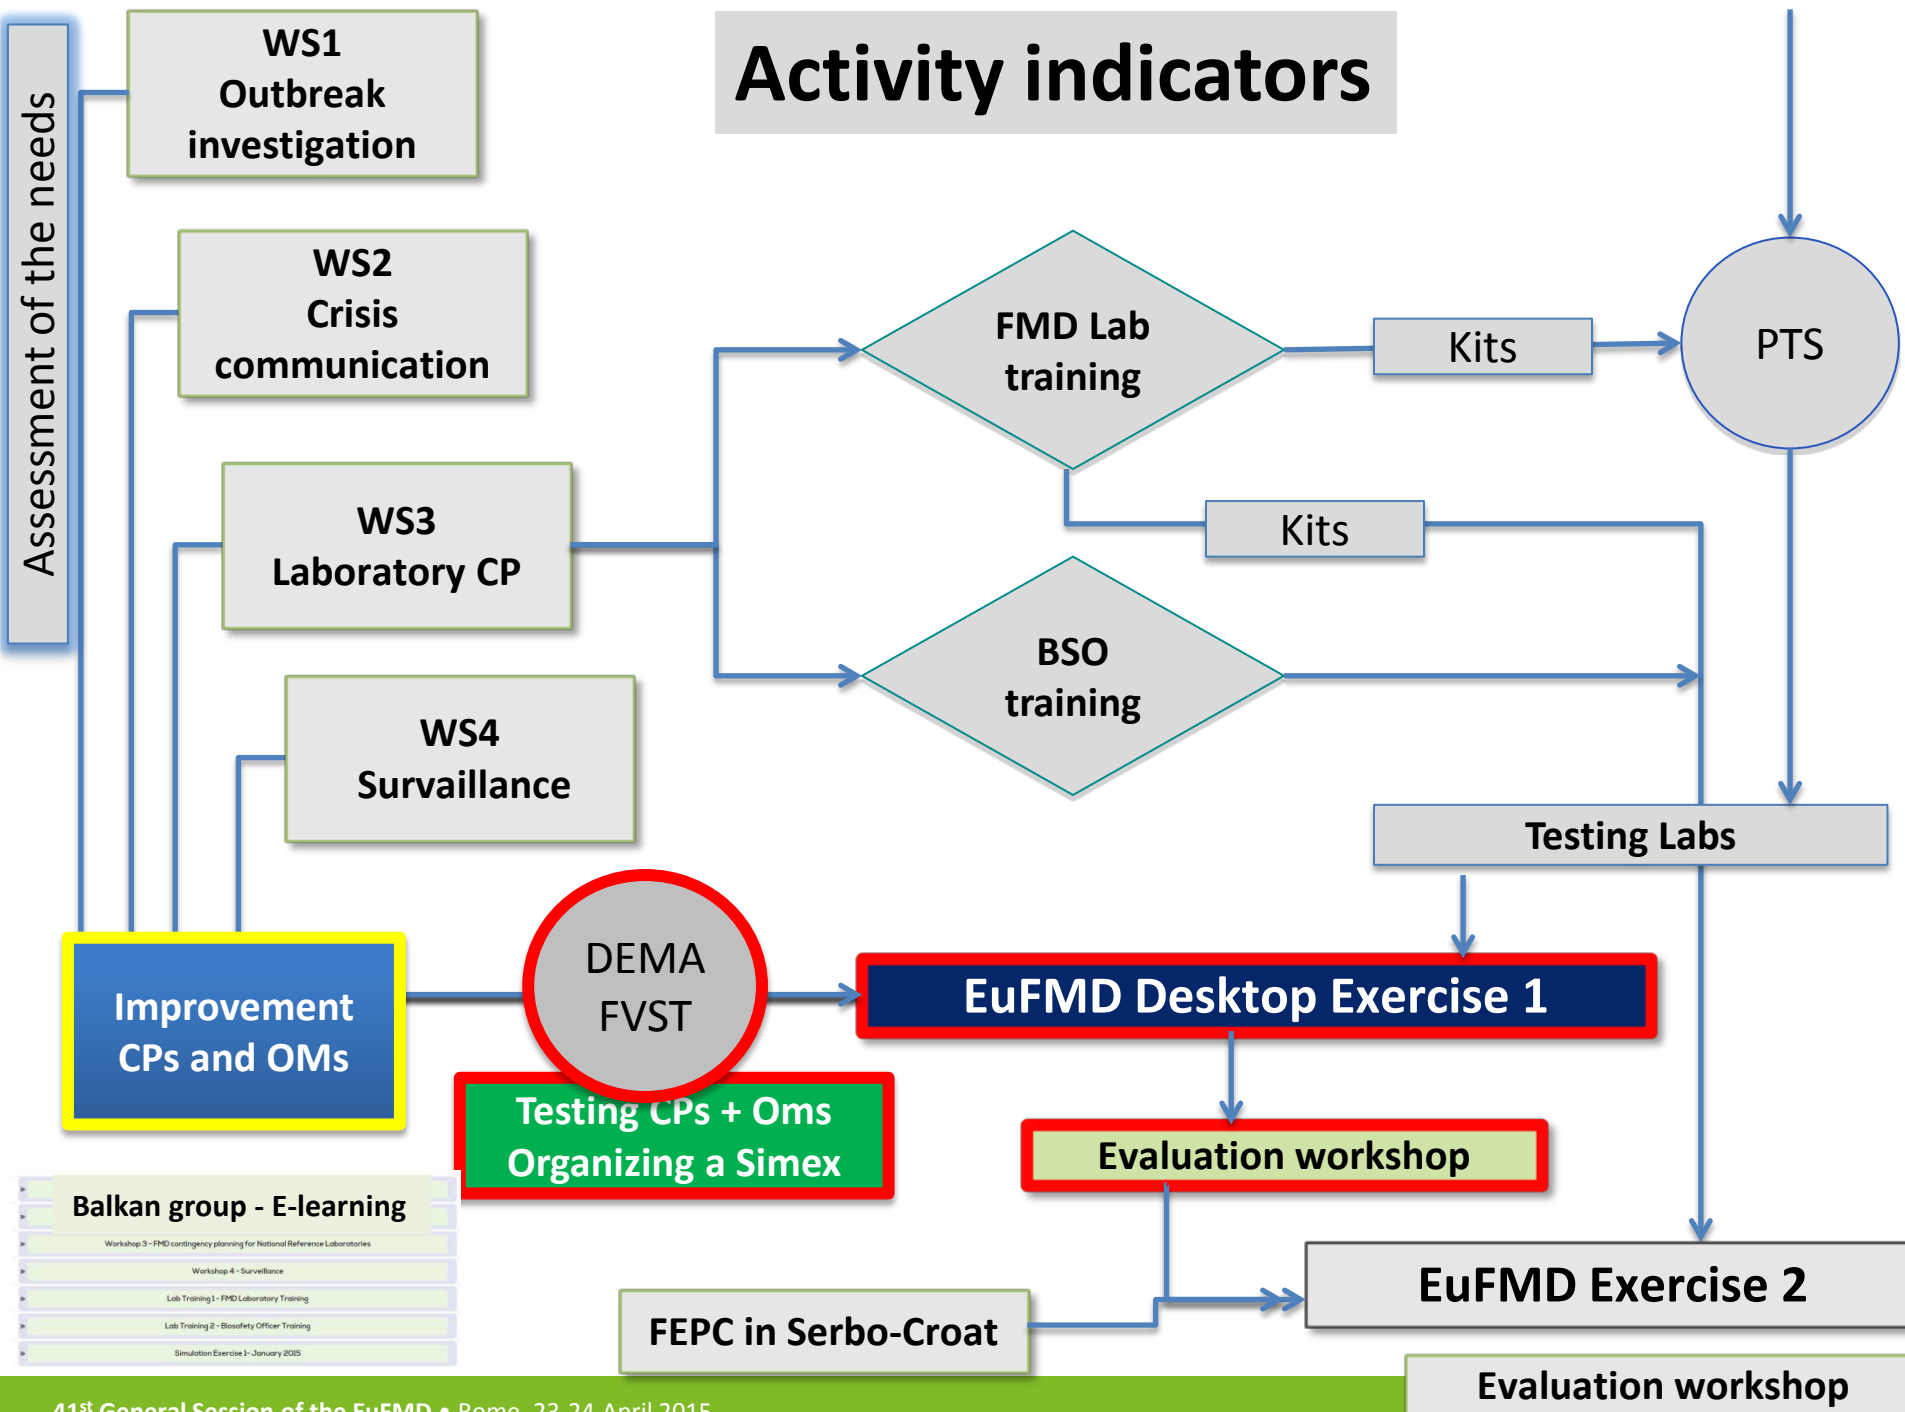 Activity indicators
Assessment of the needs
WS1
Outbreak
investigation
WS2
Crisis
communication
WS3
Laboratory CP
WS4
Survaillance
FMD Lab
training
Kits
PTS
Kits
BSO
training
Testing Labs
Improvement
CPs and OMs
DEMA
FVST
EuFMD Desktop Exercise 1
Testing CPs + Oms
Organizing a Simex
Evaluation workshop
Balkan group - E-learning
Workshop 3 - FMD contingency planning for National Reference Laboratories
Workshop 4 - Surveillance
Lab Training 1 - FMD Laboratory Training
Lab Training 2 - Biosafety Officer Training
Simulation Exercise 1- January 2015
FEPC in Serbo-Croat
EuFMD Exercise 2
Evaluation workshop
41st General Session of the EuFMD • Rome, 23-24 April 2015